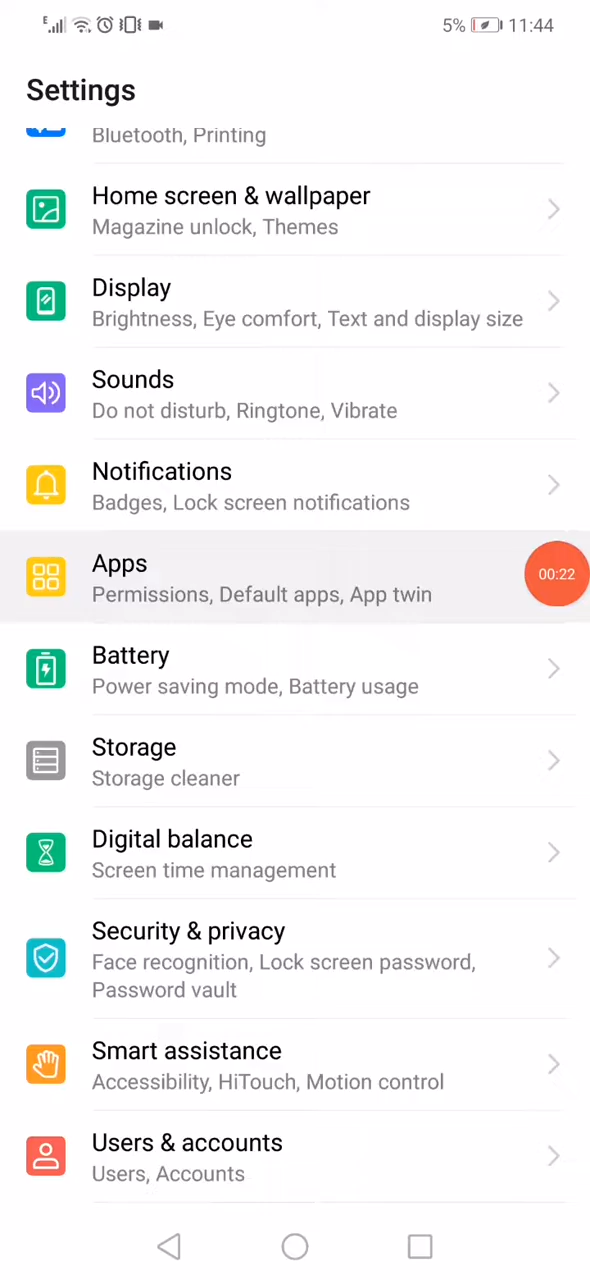 E
5% 11:44
Settings
Bluetooth, Printing
Home screen & wallpaper
Magazine unlock, Themes
Display
Brightness, Eye comfort, Text and display size
Sounds
Do not disturb, Ringtone, Vibrate
Notifications
Badges, Lock screen notifications
Apps
Permissions, Default apps, App twin
00:22
Battery
Power saving mode, Battery usage
Storage
Storage cleaner
Digital balance
Screen time management
Security & privacy
Face recognition, Lock screen password,
Password vault
Smart assistance
Accessibility, HiTouch, Motion control
Users & accounts
Users, Accounts